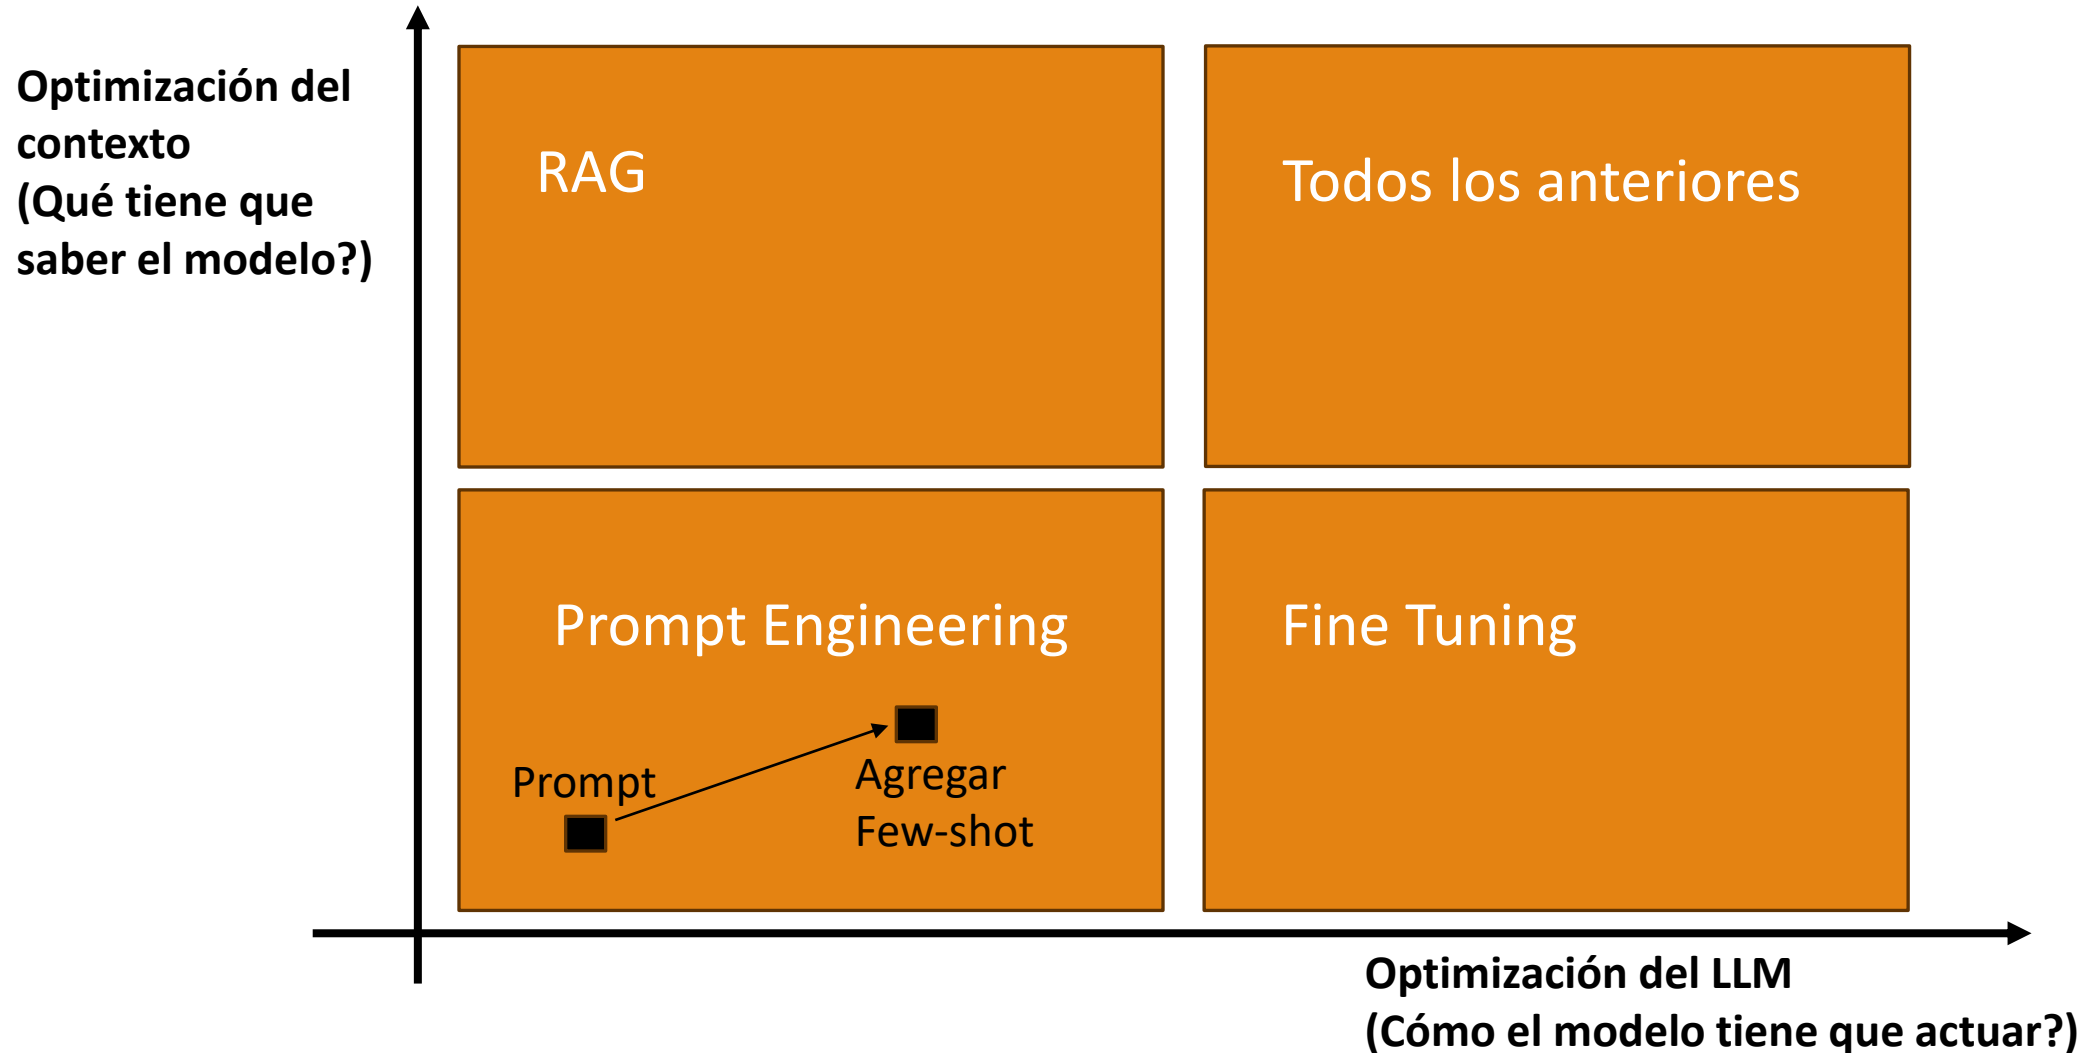 Optimización del
contexto
(Qué tiene que
saber el modelo?)
RAG
Todos los anteriores
Prompt Engineering
Fine Tuning
Prompt
Agregar
Few-shot
Optimización del LLM
(Cómo el modelo tiene que actuar?)